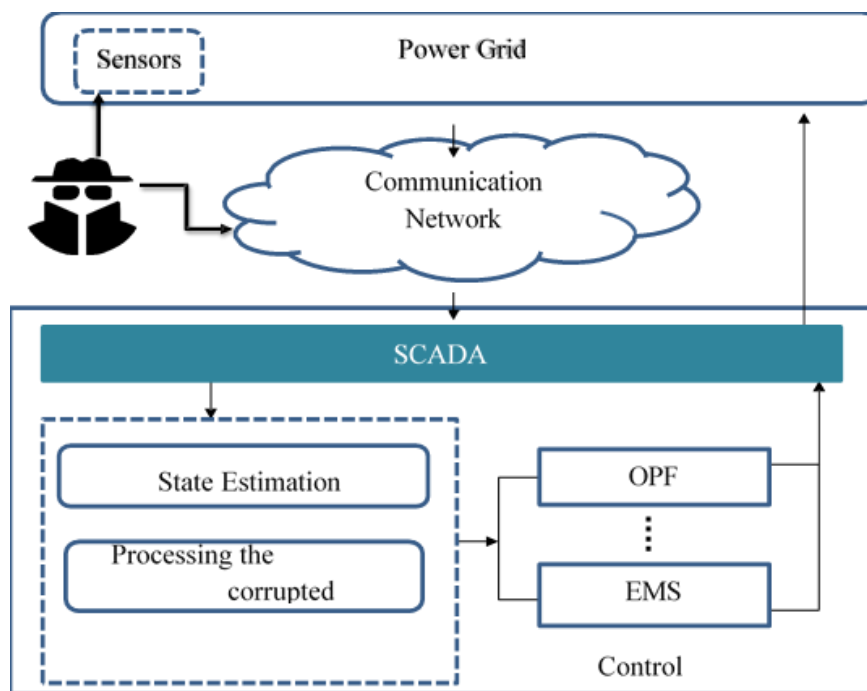 Power Grid
Sensors
Communication
Network
SCADA
State Estimation
Processing the
corrupted
OPF
EMS
Control